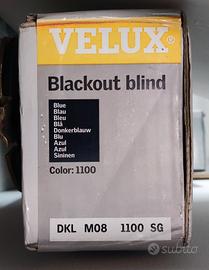 VELUX®
Blackout blind
Blue
Blau
Bleu
Blå
Donkerblauw
Blu
Azul
Azul
Sininen
Color: 1100
DKL M08 1100 SG
subito